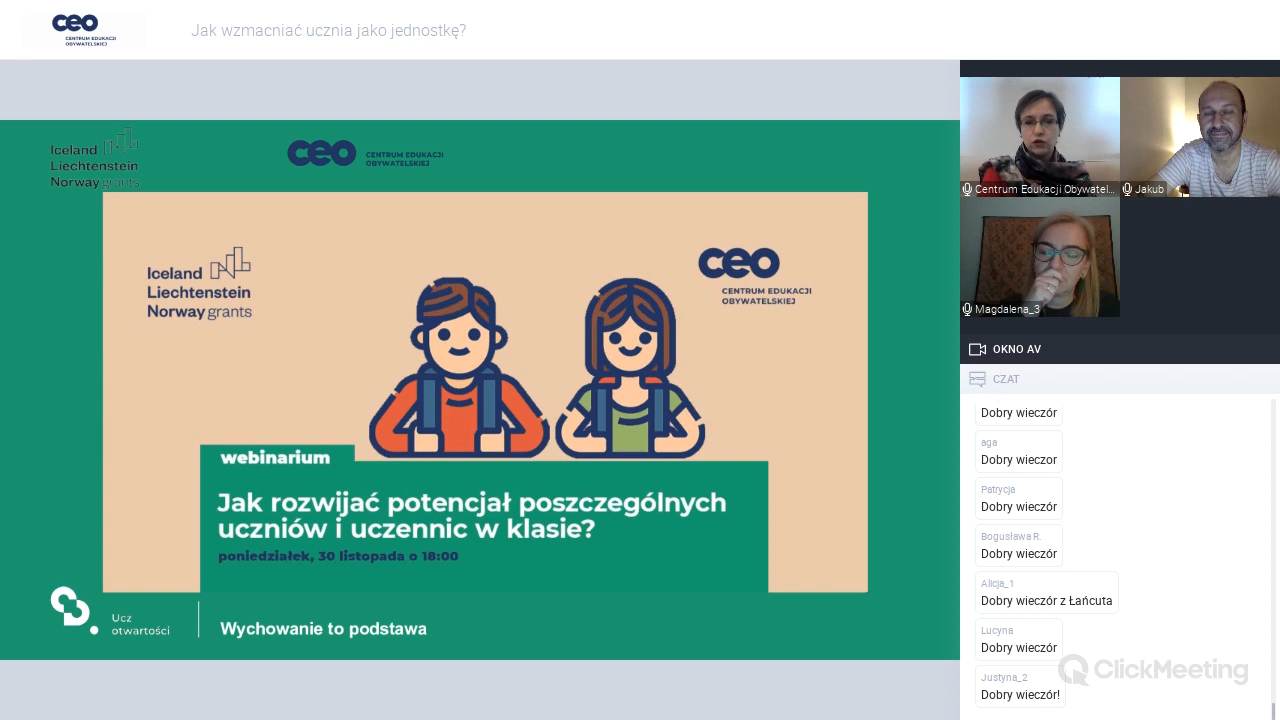 ceo
CENTRUM EDUKACJI
OBYWATELSKIEJ
Jak wzmacniać ucznia jako jednostkę?
Iceland
Liechtenstein
Norway grants
ceo
CENTRUM EDUKACJI
OBYWATELSKIEJ
Iceland
Liechtenstein
Norway grants
ceo
CENTRUM EDUKACJI
OBYWATELSKIEJ
webinarium
Jak rozwijać potencjał poszczególnych
uczniów i uczennic w klasie?
poniedziałek, 30 listopada o 18:00
Ucz
otwartości
Wychowanie to podstawa
Centrum Edukacji Obywatel...
Jakub
Magdalena_3
OKNO AV
CZAT
Dobry wieczór
aga
Dobry wieczor
Patrycja
Dobry wieczór
Bogusława R.
Dobry wieczór
Alicja_1
Dobry wieczór z Łańcuta
Lucyna
Dobry wieczór
Justyna_2
Dobry wieczór!
ClickMeeting